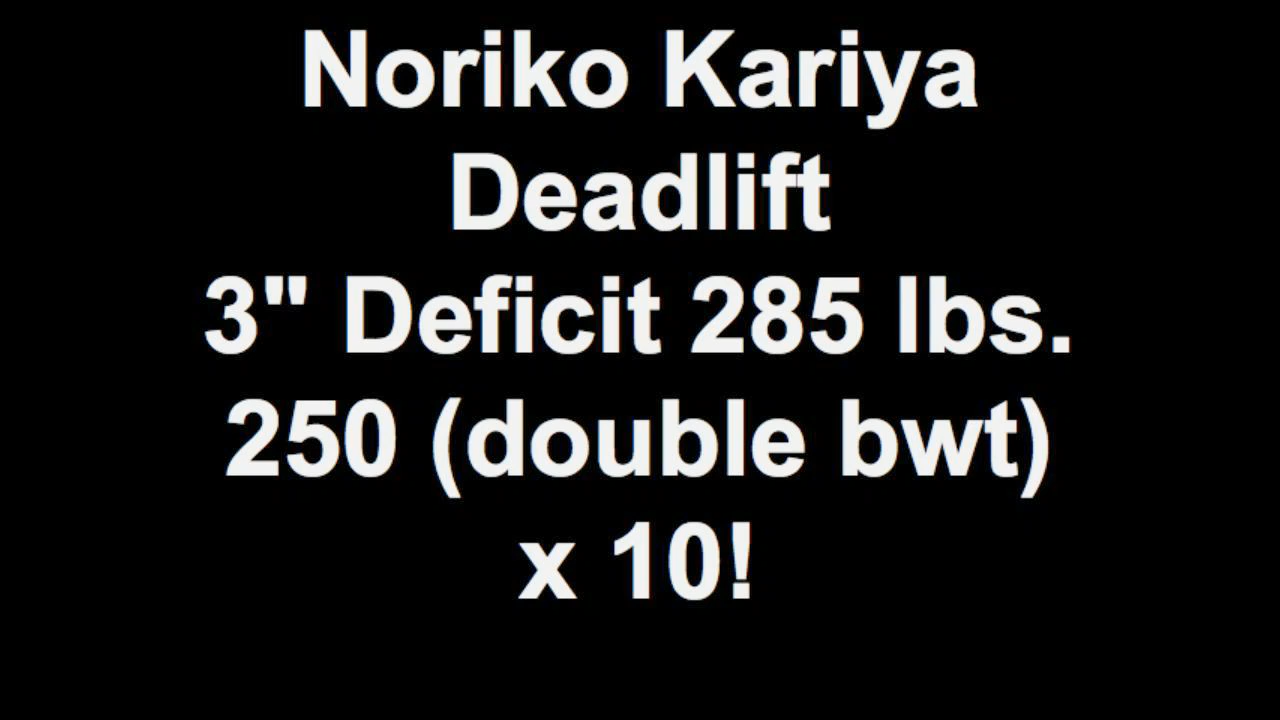 Noriko Kariya
Deadlift
3" Deficit 285 lbs.
250 (double bwt)
x 10!